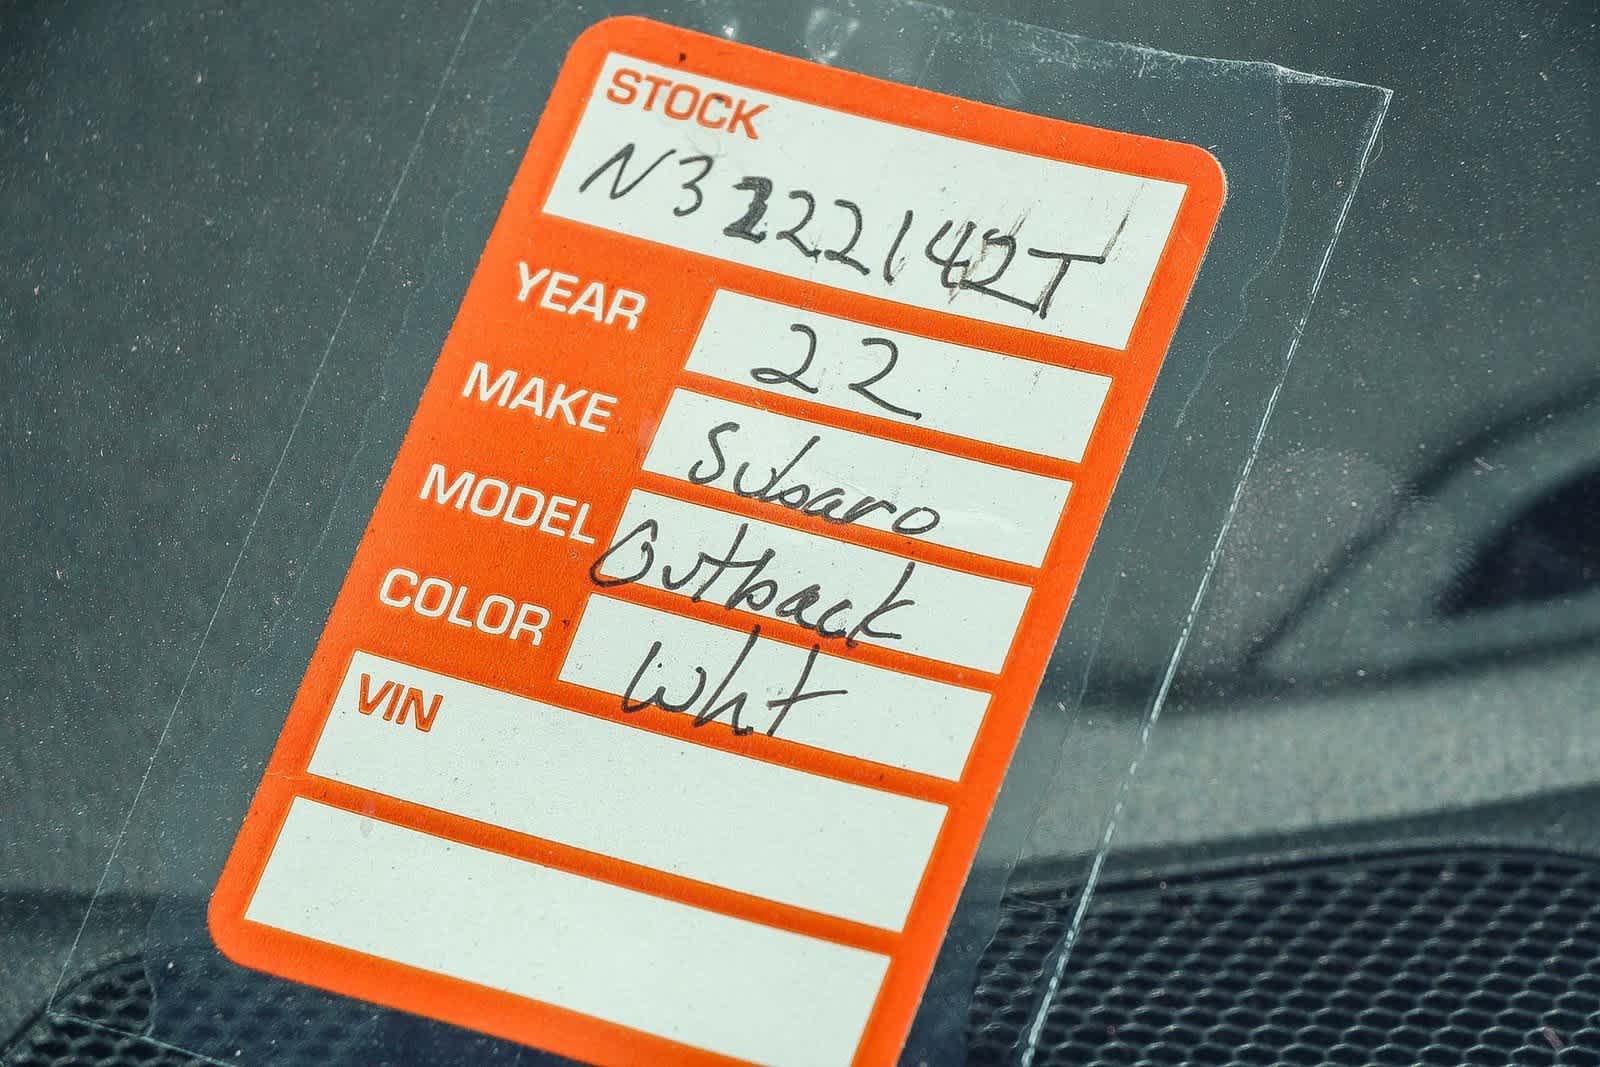 STOCK
N3222142T
YEAR 22
MAKE Subaro
MODEL Outback
COLOR Wht
VIN